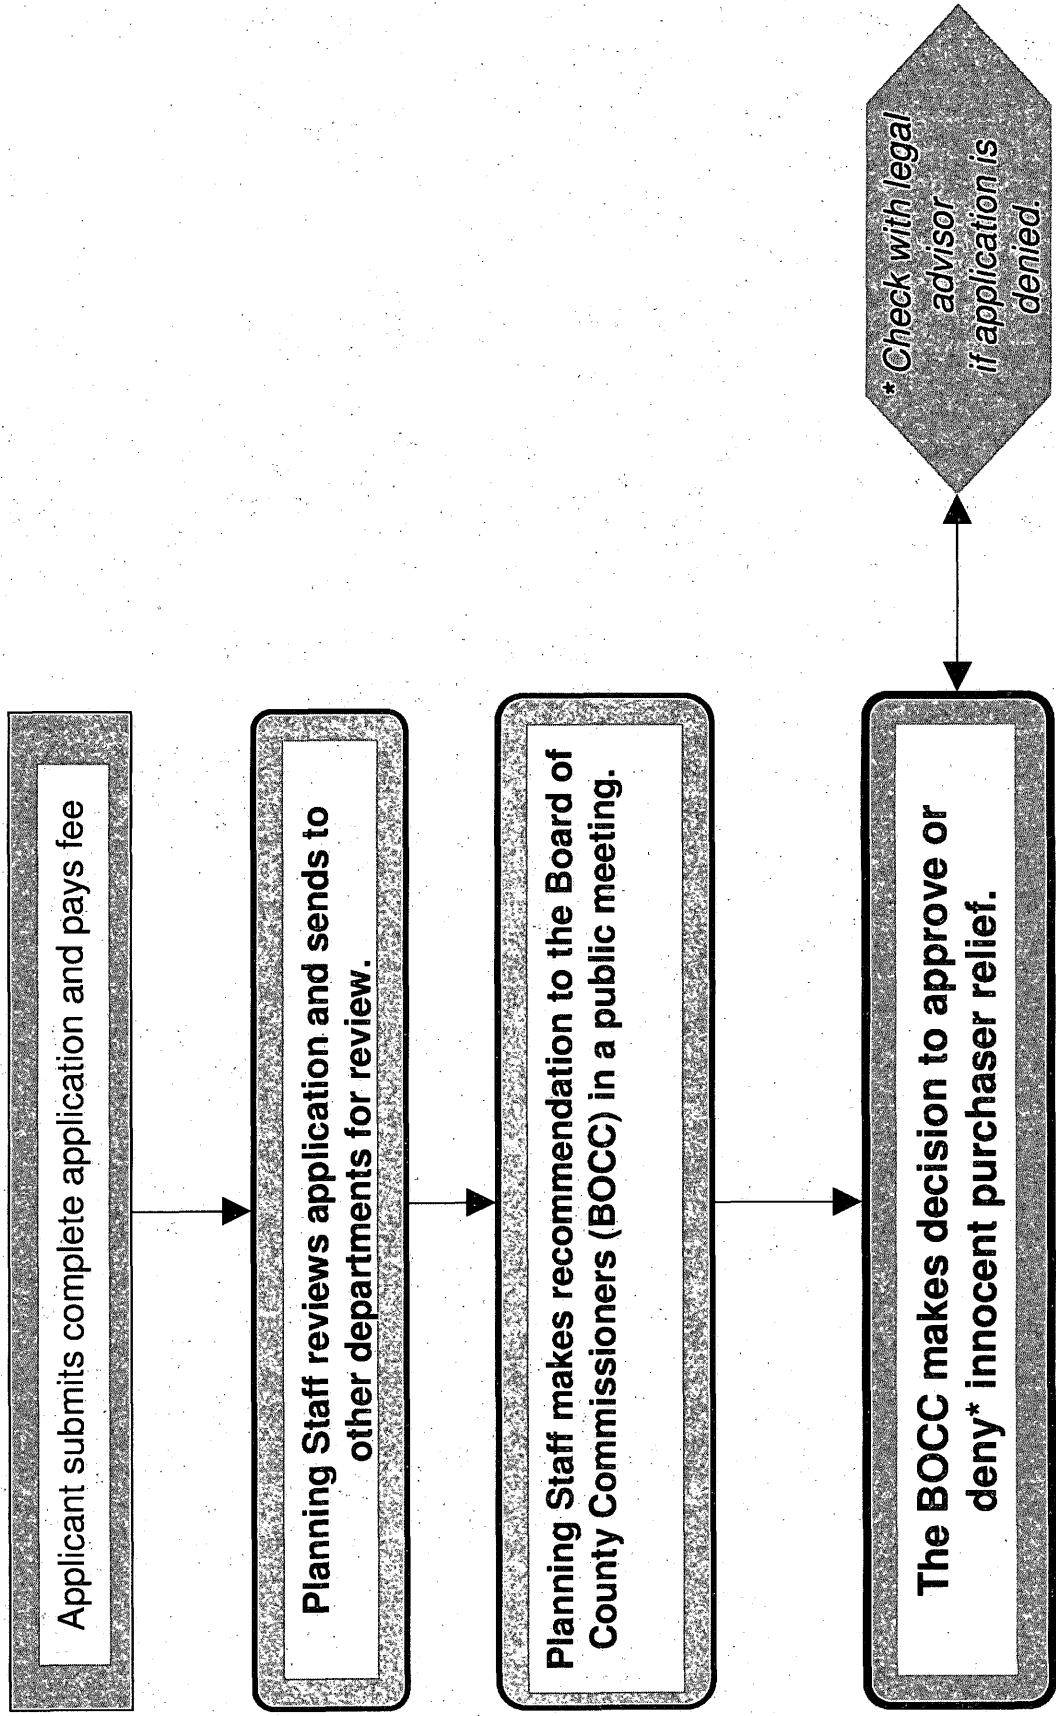 Applicant submits complete application and pays fee
Planning Staff reviews application and sends to
other departments for review.
Planning Staff makes recommendation to the Board of
County Commissioners (BOCC) in a public meeting.
The BOCC makes decision to approve or
deny* innocent purchaser relief.
* Check with legal
advisor
if application is
denied.